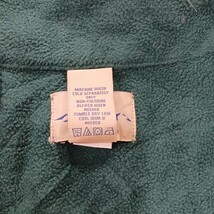 MACHINE WASH
COLD SEPARATELY
ONLY
NON-CHLORINE
BLEACH WHEN
NEEDED
TUMBLE DRY LOW
COOL IRON IF
NEEDED